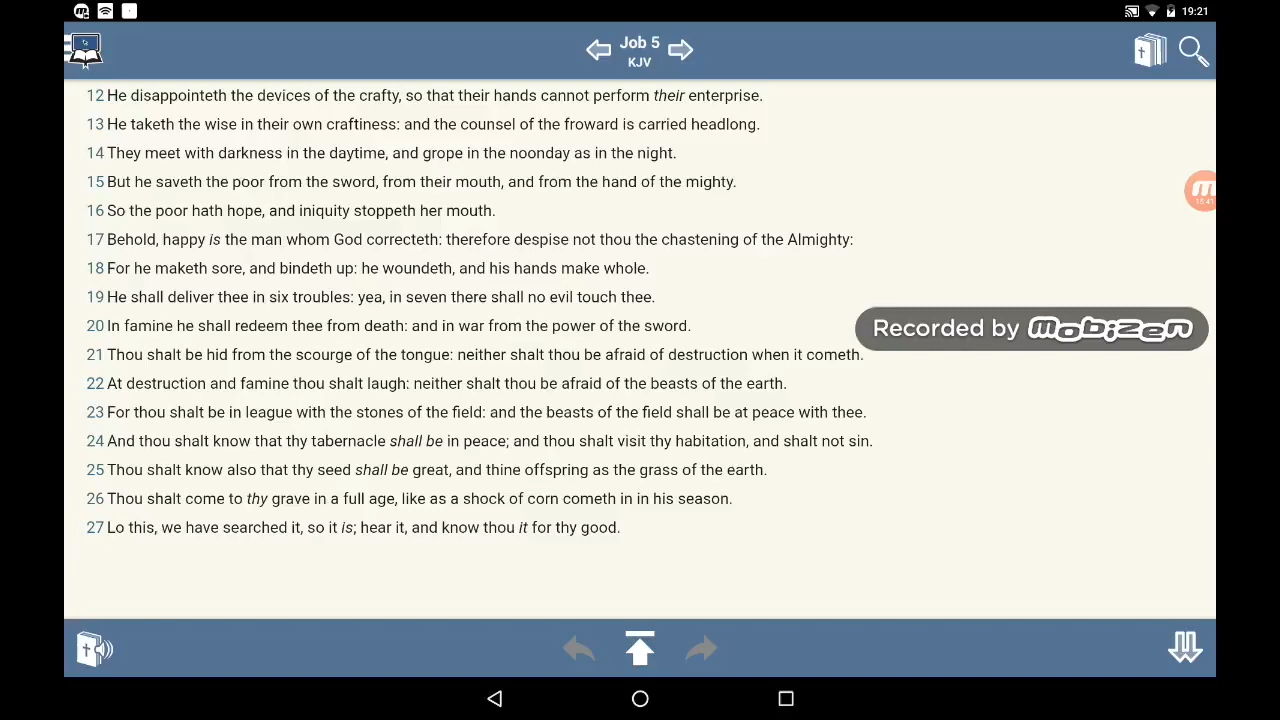 19:21
Job 5
KJV
12 He disappointeth the devices of the crafty, so that their hands cannot perform their enterprise.
13 He taketh the wise in their own craftiness: and the counsel of the froward is carried headlong.
14 They meet with darkness in the daytime, and grope in the noonday as in the night.
15 But he saveth the poor from the sword, from their mouth, and from the hand of the mighty.
16 So the poor hath hope, and iniquity stoppeth her mouth.
17 Behold, happy is the man whom God correcteth: therefore despise not thou the chastening of the Almighty:
18 For he maketh sore, and bindeth up: he woundeth, and his hands make whole.
19 He shall deliver thee in six troubles: yea, in seven there shall no evil touch thee.
20 In famine he shall redeem thee from death: and in war from the power of the sword.
Recorded by mobizen
21 Thou shalt be hid from the scourge of the tongue: neither shalt thou be afraid of destruction when it cometh.
22 At destruction and famine thou shalt laugh: neither shalt thou be afraid of the beasts of the earth.
23 For thou shalt be in league with the stones of the field: and the beasts of the field shall be at peace with thee.
24 And thou shalt know that thy tabernacle shall be in peace; and thou shalt visit thy habitation, and shalt not sin.
25 Thou shalt know also that thy seed shall be great, and thine offspring as the grass of the earth.
26 Thou shalt come to thy grave in a full age, like as a shock of corn cometh in in his season.
27 Lo this, we have searched it, so it is; hear it, and know thou it for thy good.